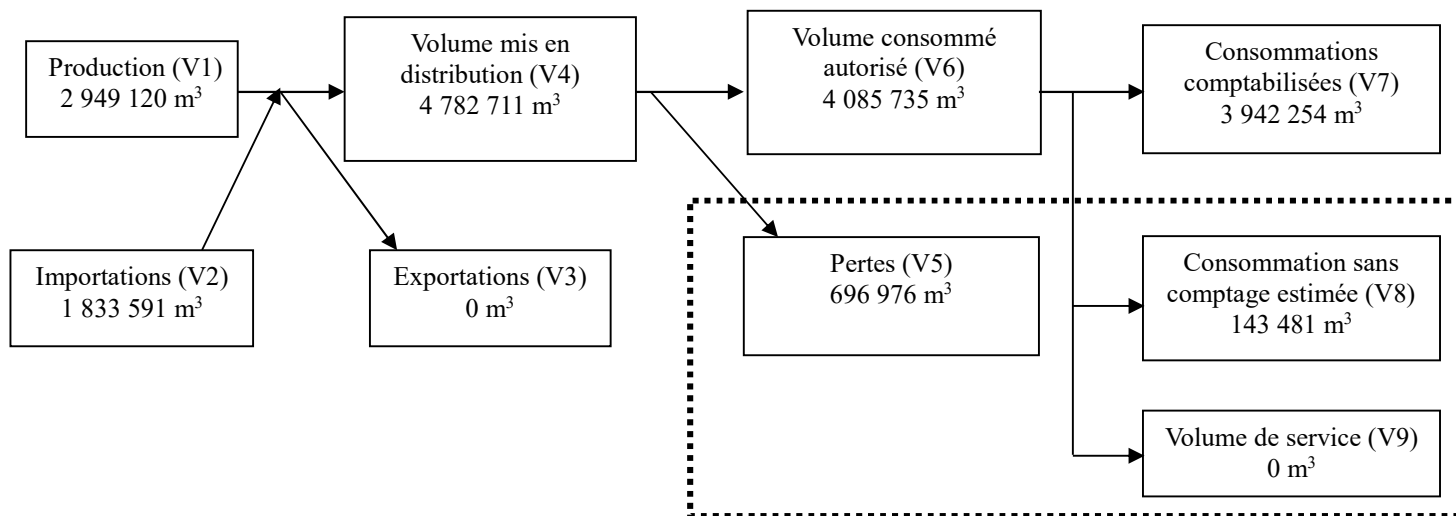 Production (V1)
2 949 120 m³
Volume mis en
distribution (V4)
4 782 711 m³
Volume consommé
autorisé (V6)
4 085 735 m³
Consommations
comptabilisées (V7)
3 942 254 m³
Importations (V2)
1 833 591 m³
Exportations (V3)
0 m³
Pertes (V5)
696 976 m³
Consommation sans
comptage estimée (V8)
143 481 m³
Volume de service (V9)
0 m³